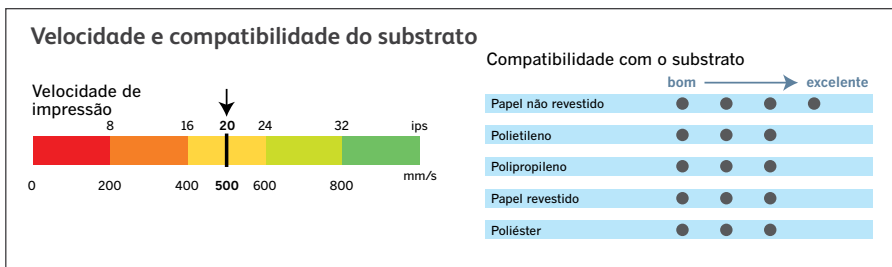 Velocidade e compatibilidade do substrato
Velocidade de
impressão
8 16 20 24 32 ips
mm/s
0 200 400 500 600 800
Compatibilidade com o substrato
bom excelente
Papel não revestido
Polietileno
Polipropileno
Papel revestido
Poliéster